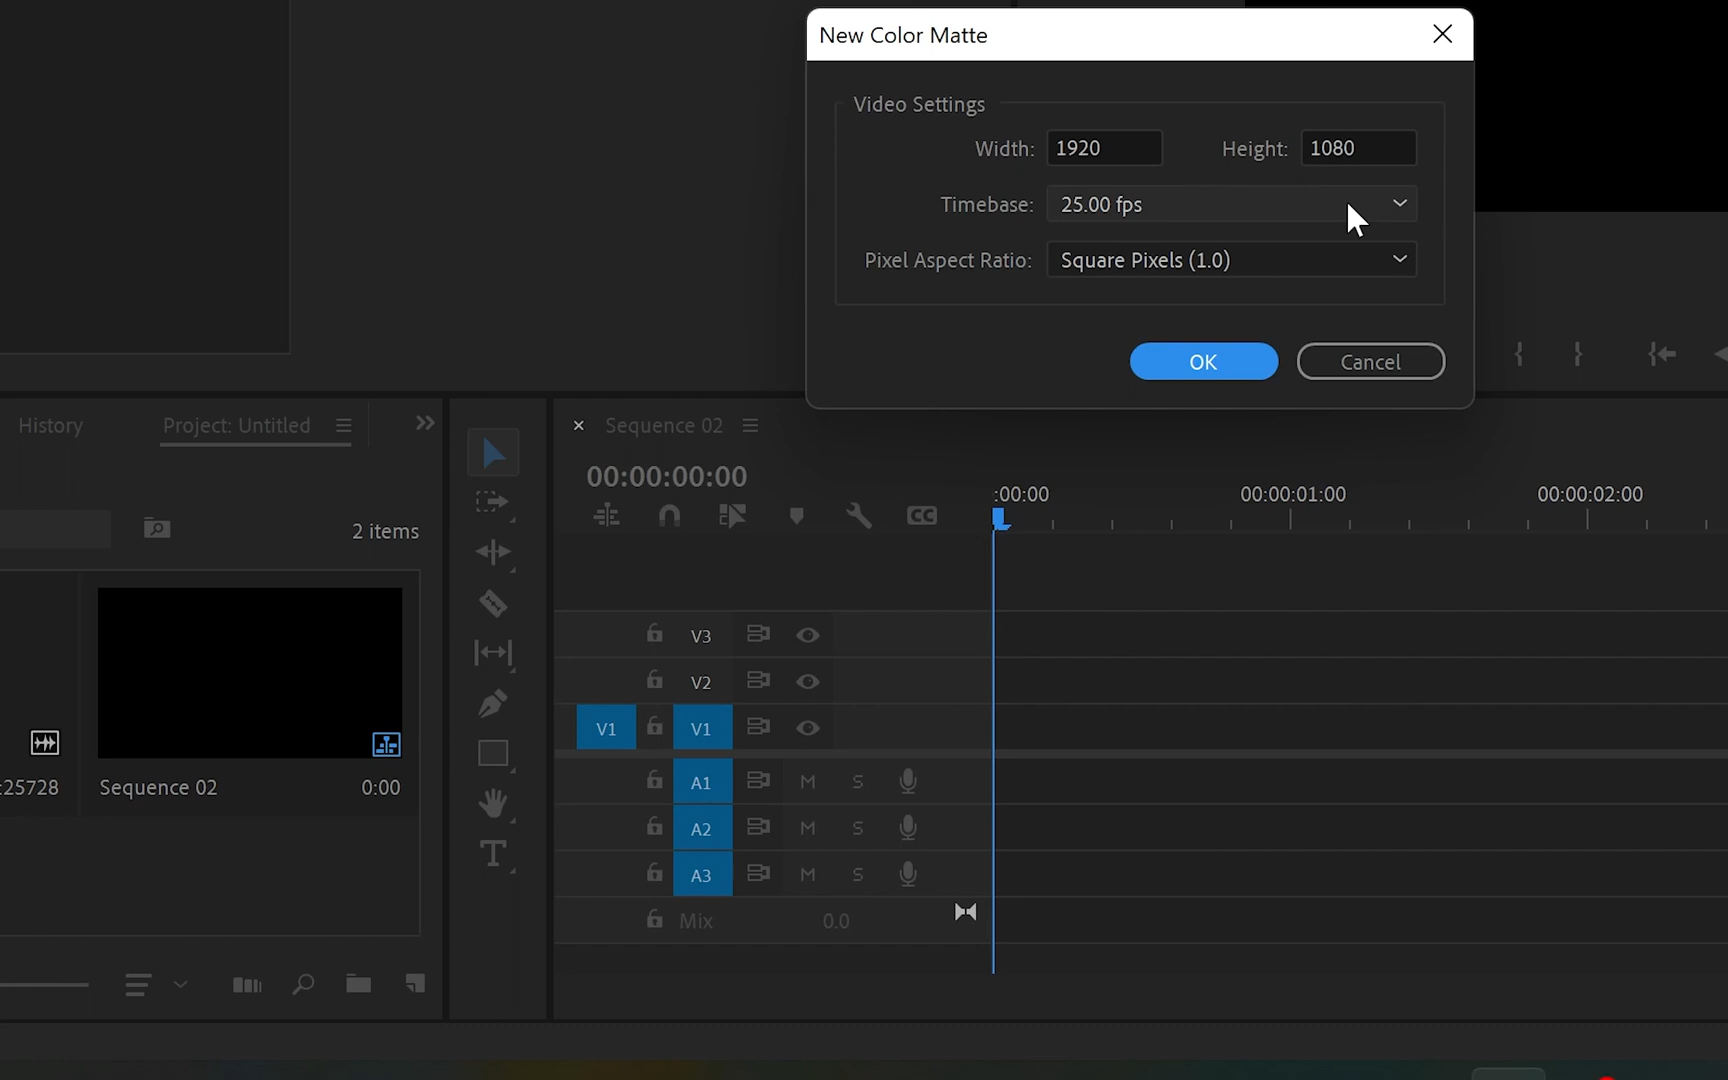 New Color Matte
Video Settings
Width: 1920 Height: 1080
Timebase: 25.00 fps
Pixel Aspect Ratio: Square Pixels (1.0)
OK Cancel
History Project: Untitled
2 items
:25728 Sequence 02 0:00
Sequence 02
00:00:00:00
CC
:00:00 00:00:01:00 00:00:02:00
V3
V2
V1 V1
A1 M S
A2 M S
A3 M S
Mix 0.0